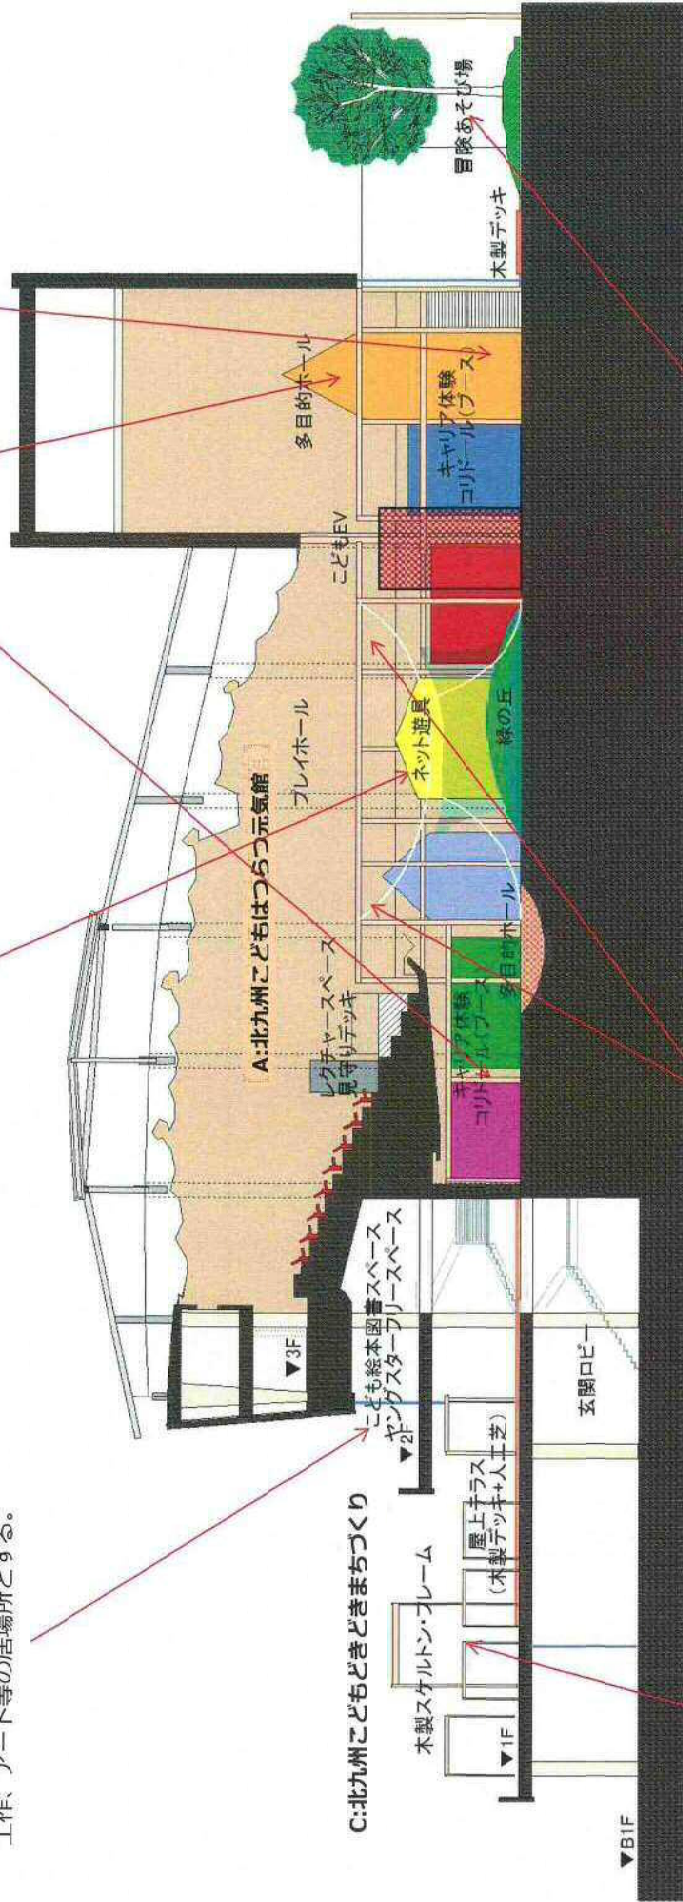 工作、アート等の居場所とする。
C:北九州こどもどきどきまちづくり
木製スケルトン・フレーム
▼1F
▼B1F
屋上テラス
(木製デッキ+人工芝)
玄関ロビー
▼3F
こども絵本図書スペース
ヤングスターフリースペース
▼2F
A:北九州こどもはつらつ元気館
レクチャースペース
見守りデッキ
プレイホール
キャリア体験
コリドール(ブース)
多目的ホール
ネット遊具
緑の丘
こどもEV
多目的ホール
キャリア体験
コリドール(ブース)
木製デッキ
冒険あそび場